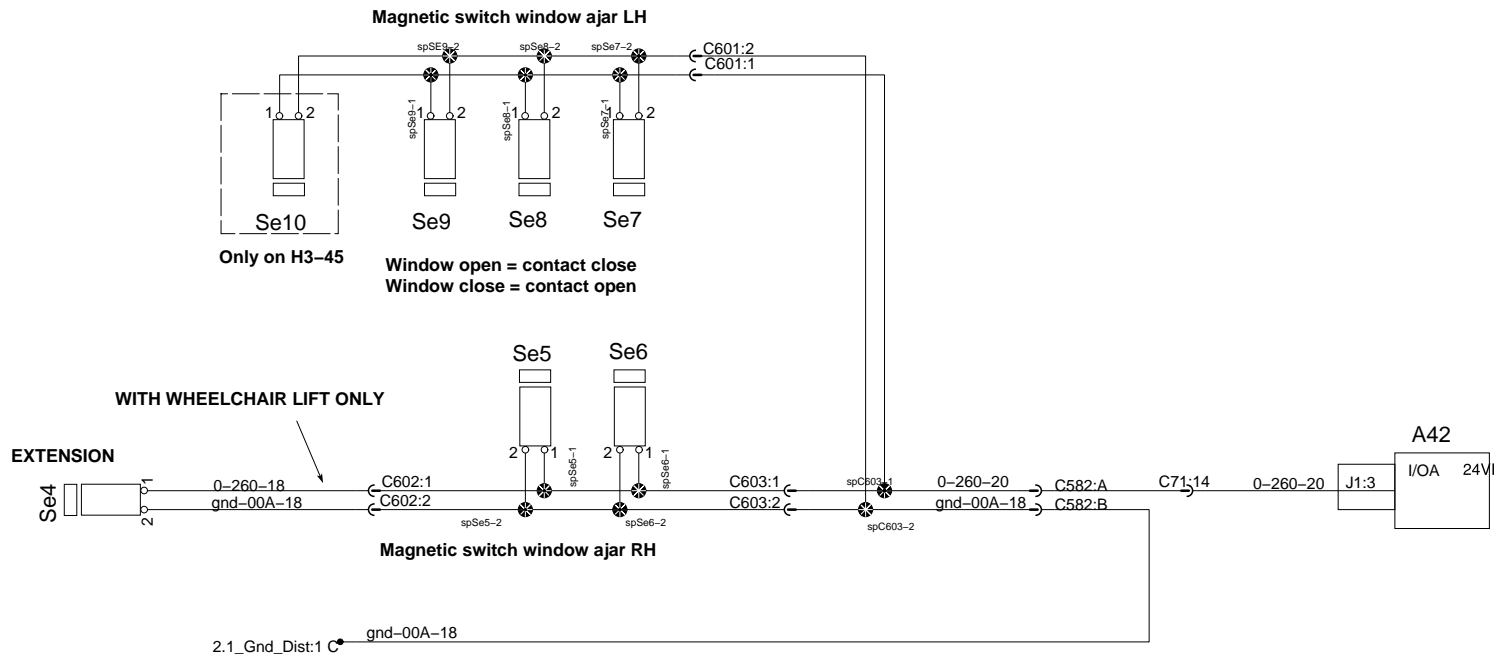 Magnetic switch window ajar LH
spSE9-2
spSe8-2
spSe7-2
C601:2
C601:1
1
2
1
2
1
2
1
2
spSe9-1
spSe8-1
spSe7-1
Se10
Se9
Se8
Se7
Only on H3-45
Window open = contact close
Window close = contact open
Se5
Se6
WITH WHEELCHAIR LIFT ONLY
A42
EXTENSION
2
1
2
1
spSe5-1
spSe6-1
I/OA
24VI
Se4
1
2
0-260-18
C602:1
C603:1
spC603-1
0-260-20
C582:A
C71:14
0-260-20
J1:3
gnd-00A-18
C602:2
C603:2
gnd-00A-18
C582:B
spSe5-2
spSe6-2
spC603-2
Magnetic switch window ajar RH
gnd-00A-18
2.1_Gnd_Dist:1 C